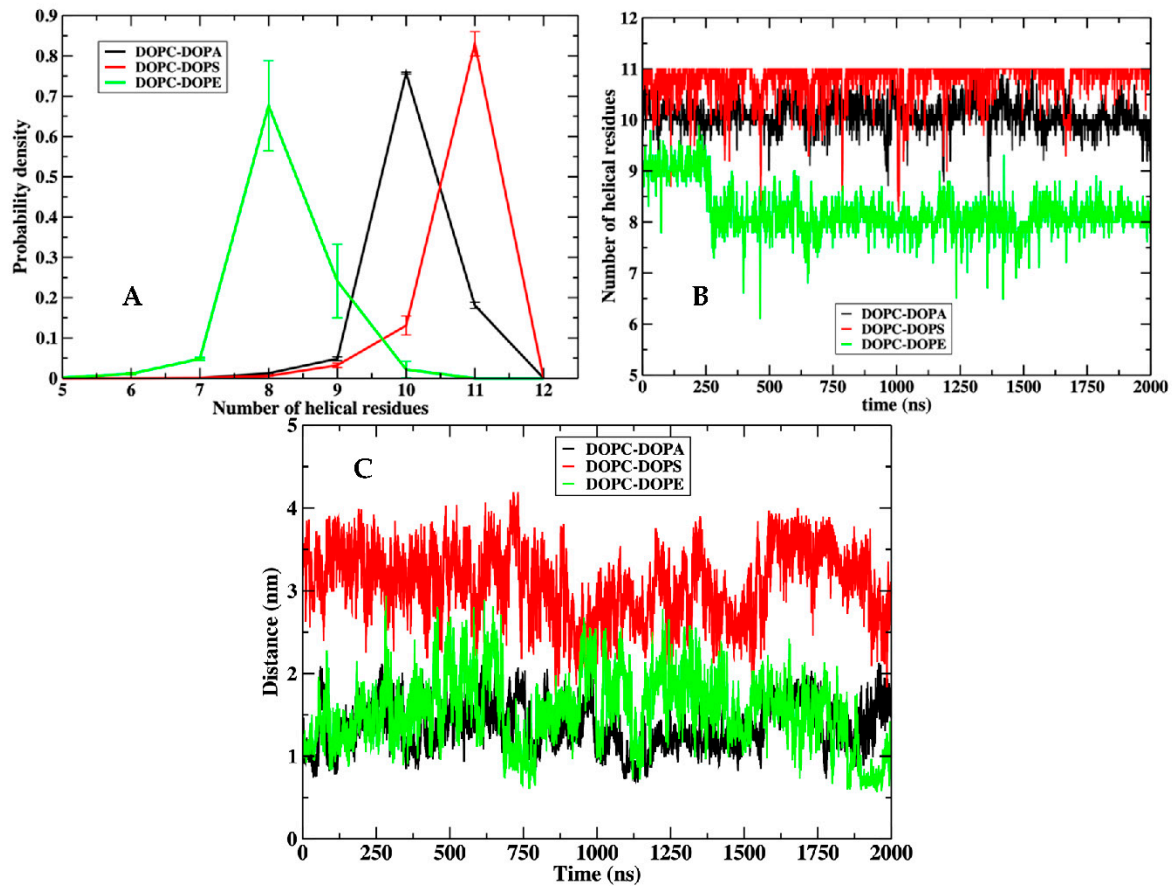 A
DOPC-DOPA
DOPC-DOPS
DOPC-DOPE
Probability density
0.9
0.8
0.7
0.6
0.5
0.4
0.3
0.2
0.1
0
5 6 7 8 9 10 11 12
Number of helical residues
B
Number of helical residues
12
11
10
9
8
7
6
5
DOPC-DOPA
DOPC-DOPS
DOPC-DOPE
0 250 500 750 1000 1250 1500 1750 2000
time (ns)
C
DOPC-DOPA
DOPC-DOPS
DOPC-DOPE
Distance (nm)
5
4
3
2
1
0
0 250 500 750 1000 1250 1500 1750 2000
Time (ns)